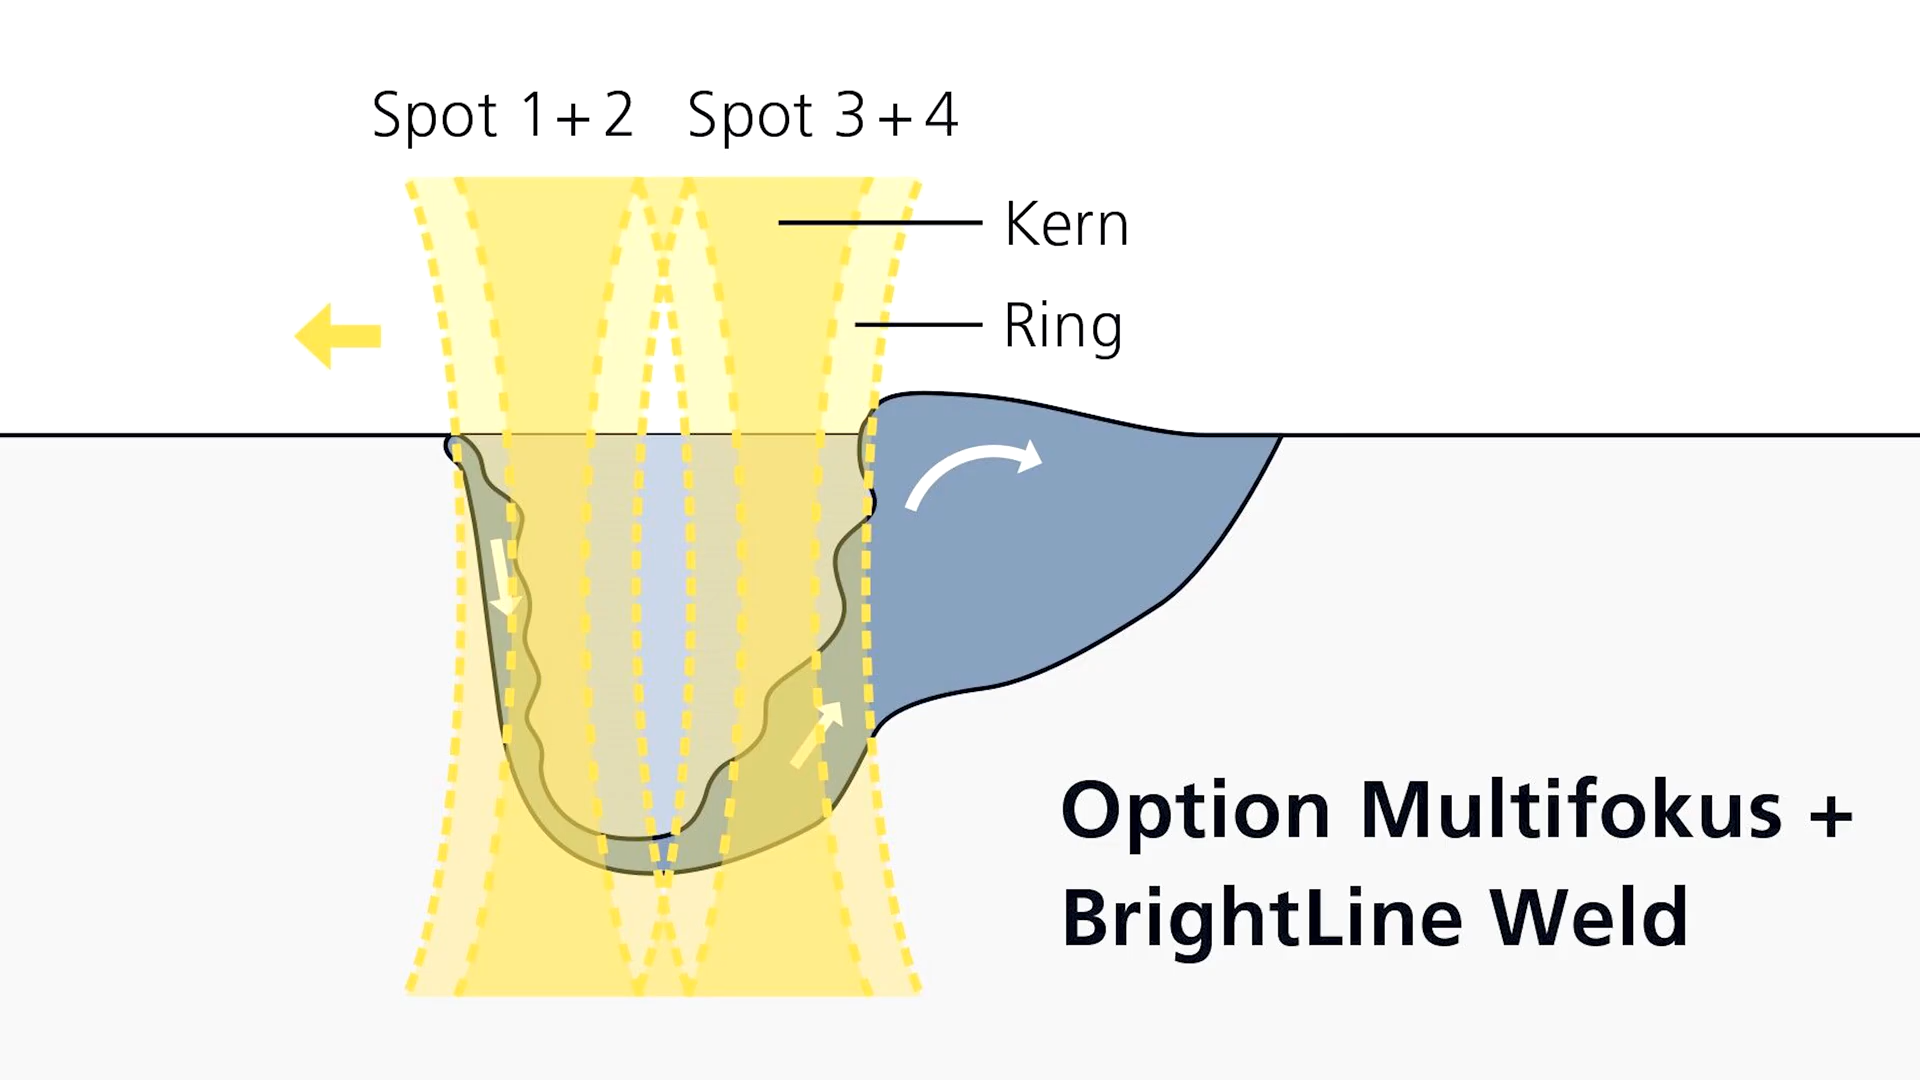 Spot 1+2 Spot 3+4
Kern
Ring
Option Multifokus +
BrightLine Weld